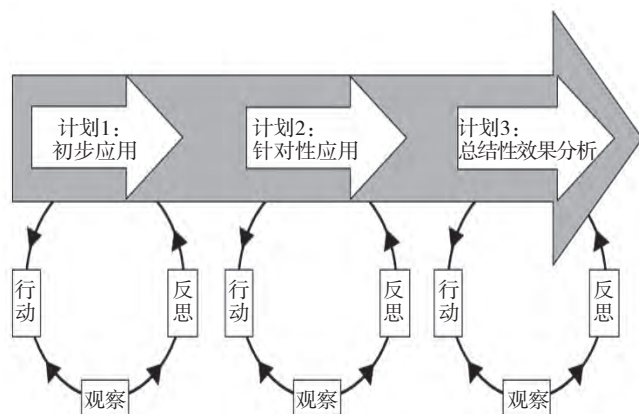 计划1：
初步应用
计划2：
针对性应用
计划3：
总结性效果分析
行动
反思
行动
反思
行动
反思
观察
观察
观察